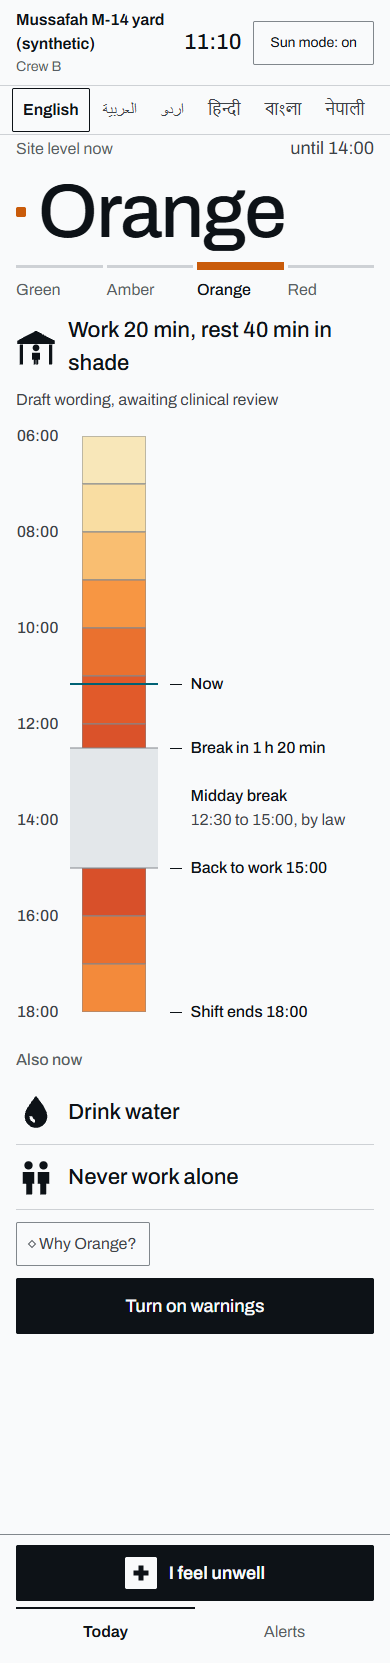 Mussafah M-14 yard
(synthetic)
Crew B
11:10
Sun mode: on
English
العربية
اردو
हिन्दी
বাংলা
नेपाली
Site level now
until 14:00
Orange
Green
Amber
Orange
Red
Work 20 min, rest 40 min in
shade
Draft wording, awaiting clinical review
06:00
08:00
10:00
Now
12:00
Break in 1 h 20 min
Midday break
12:30 to 15:00, by law
14:00
Back to work 15:00
16:00
18:00
Shift ends 18:00
Also now
Drink water
Never work alone
Why Orange?
Turn on warnings
I feel unwell
Today
Alerts